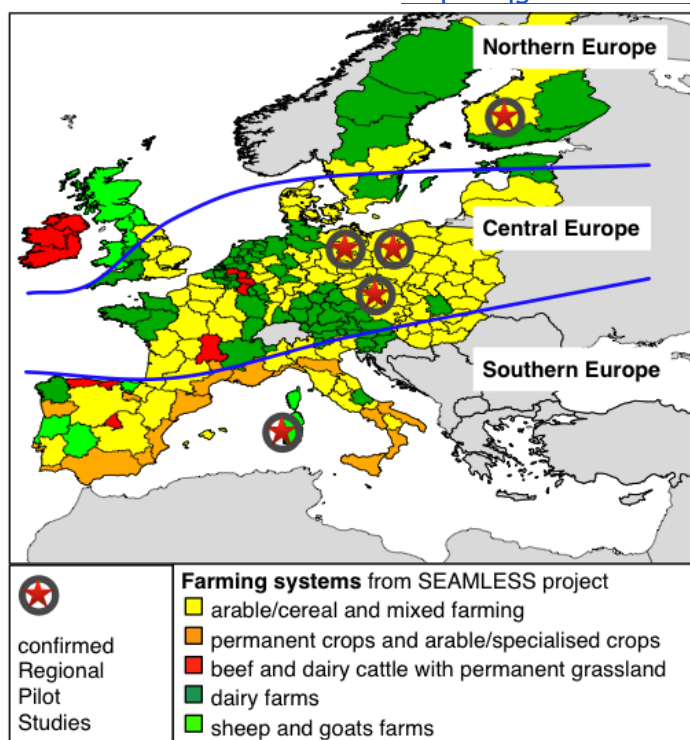 Northern Europe
Central Europe
Southern Europe
confirmed
Regional
Pilot
Studies
Farming systems from SEAMLESS project
arable/cereal and mixed farming
permanent crops and arable/specialised crops
beef and dairy cattle with permanent grassland
dairy farms
sheep and goats farms